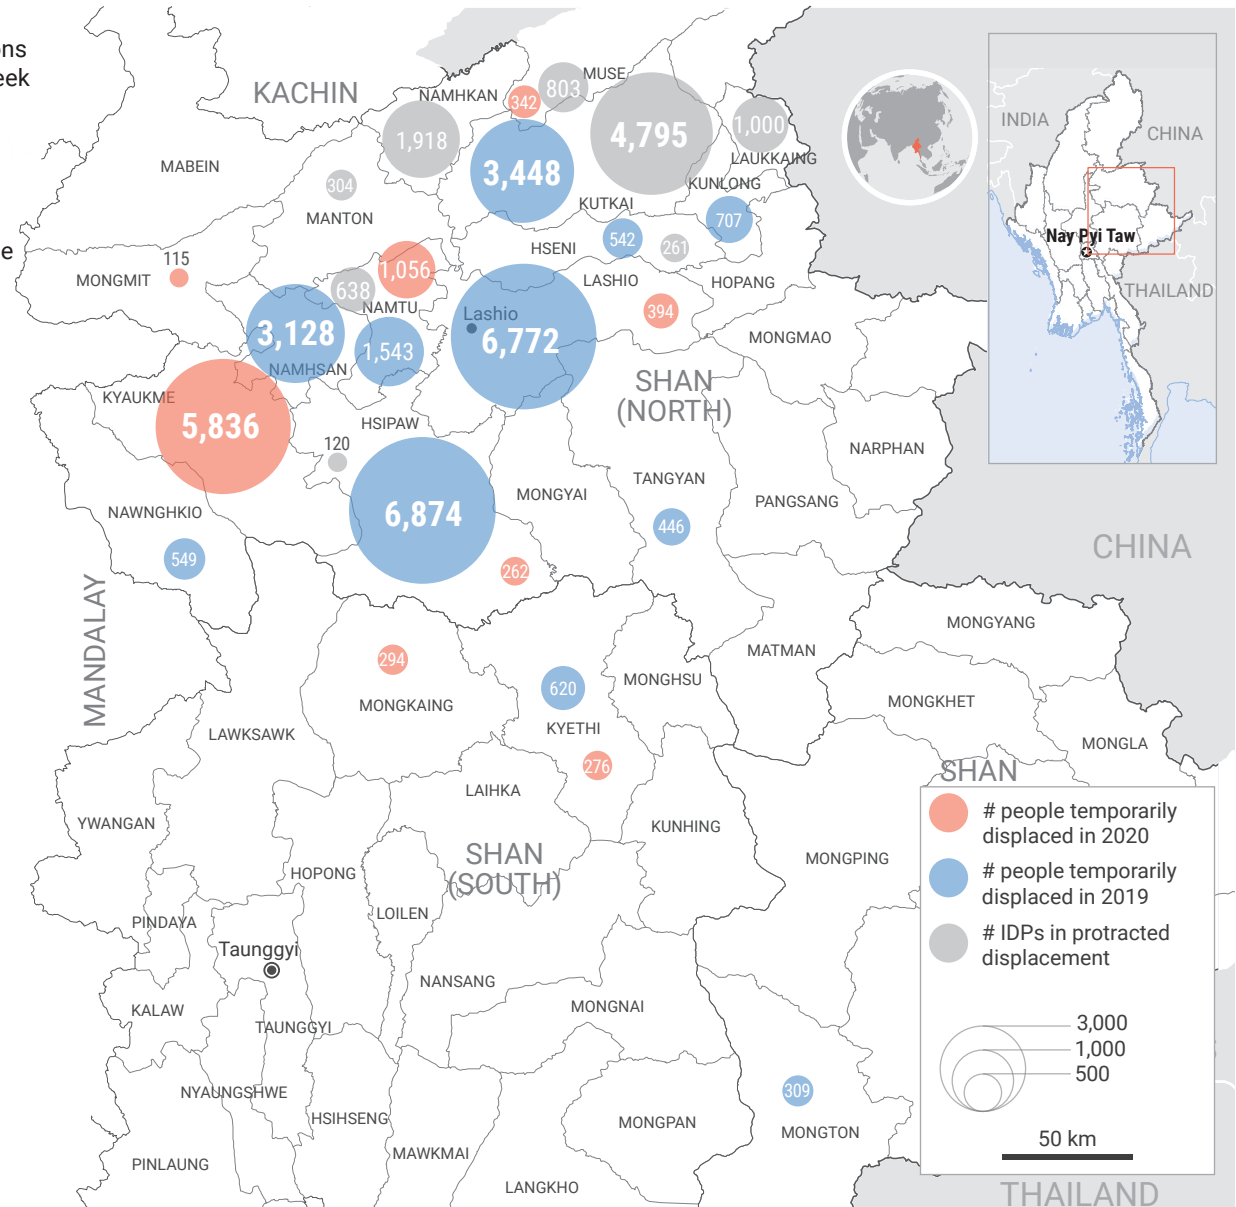 ons
eek
e
KACHIN
NAMHKAN
MUSE
342
803
1,918
4,795
1,000
LAUKKAING
MABEIN
3,448
304
KUNLONG
MANTON
KUTKAI
707
542
261
HSENI
115
MONGMIT
1,056
638
LASHIO
HOPANG
NAMTU
394
Lashio
3,128
1,543
6,772
MONGMAO
NAMHSAN
SHAN
(NORTH)
KYAUKME
5,836
HSIPAW
120
NARPHAN
TANGYAN
MONGYAI
PANGSANG
NAWNGHKIO
6,874
446
549
262
CHINA
MANDALAY
MONGYANG
MATMAN
294
MONGKAING
620
MONGHSU
KYETHI
MONGKHET
LAWKSAWK
MONGLA
276
SHAN
LAIHKA
YWANGAN
KUNHING
SHAN
(SOUTH)
MONGPING
HOPONG
LOILEN
PINDAYA
Taunggyi
NANSANG
KALAW
MONGNAI
TAUNGGYI
NYAUNGSHWE
309
HSIHSENG
MONGPAN
MONGTON
MAWKMAI
PINLAUNG
LANGKHO
THAILAND
INDIA
CHINA
Nay Pyi Taw
THAILAND
# people temporarily
displaced in 2020
# people temporarily
displaced in 2019
# IDPs in protracted
displacement
3,000
1,000
500
50 km